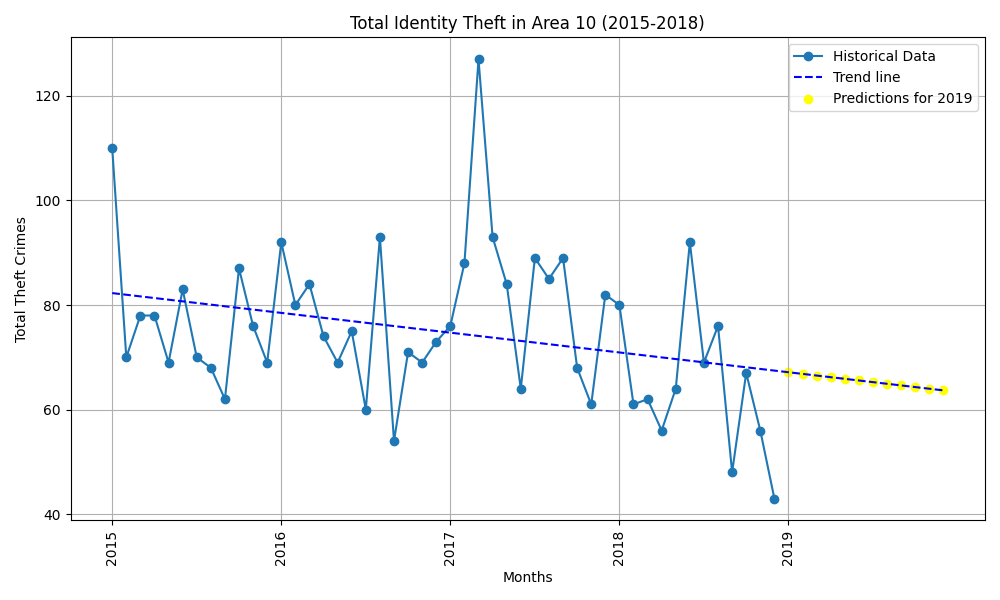 Total Identity Theft in Area 10 (2015-2018)
Historical Data
Trend line
Predictions for 2019
Total Theft Crimes
120
100
80
60
40
2015
2016
2017
2018
2019
Months